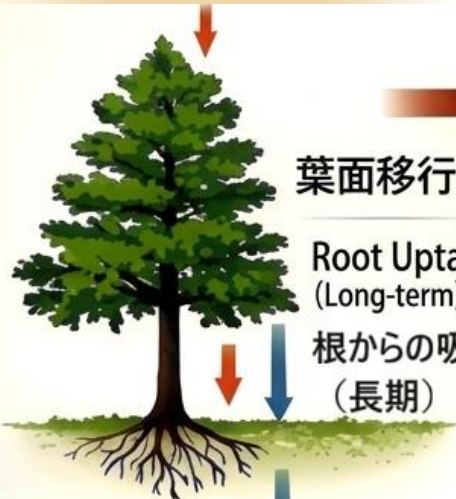 葉面移行
Root Upta
(Long-term)
根からの吸
（長期）